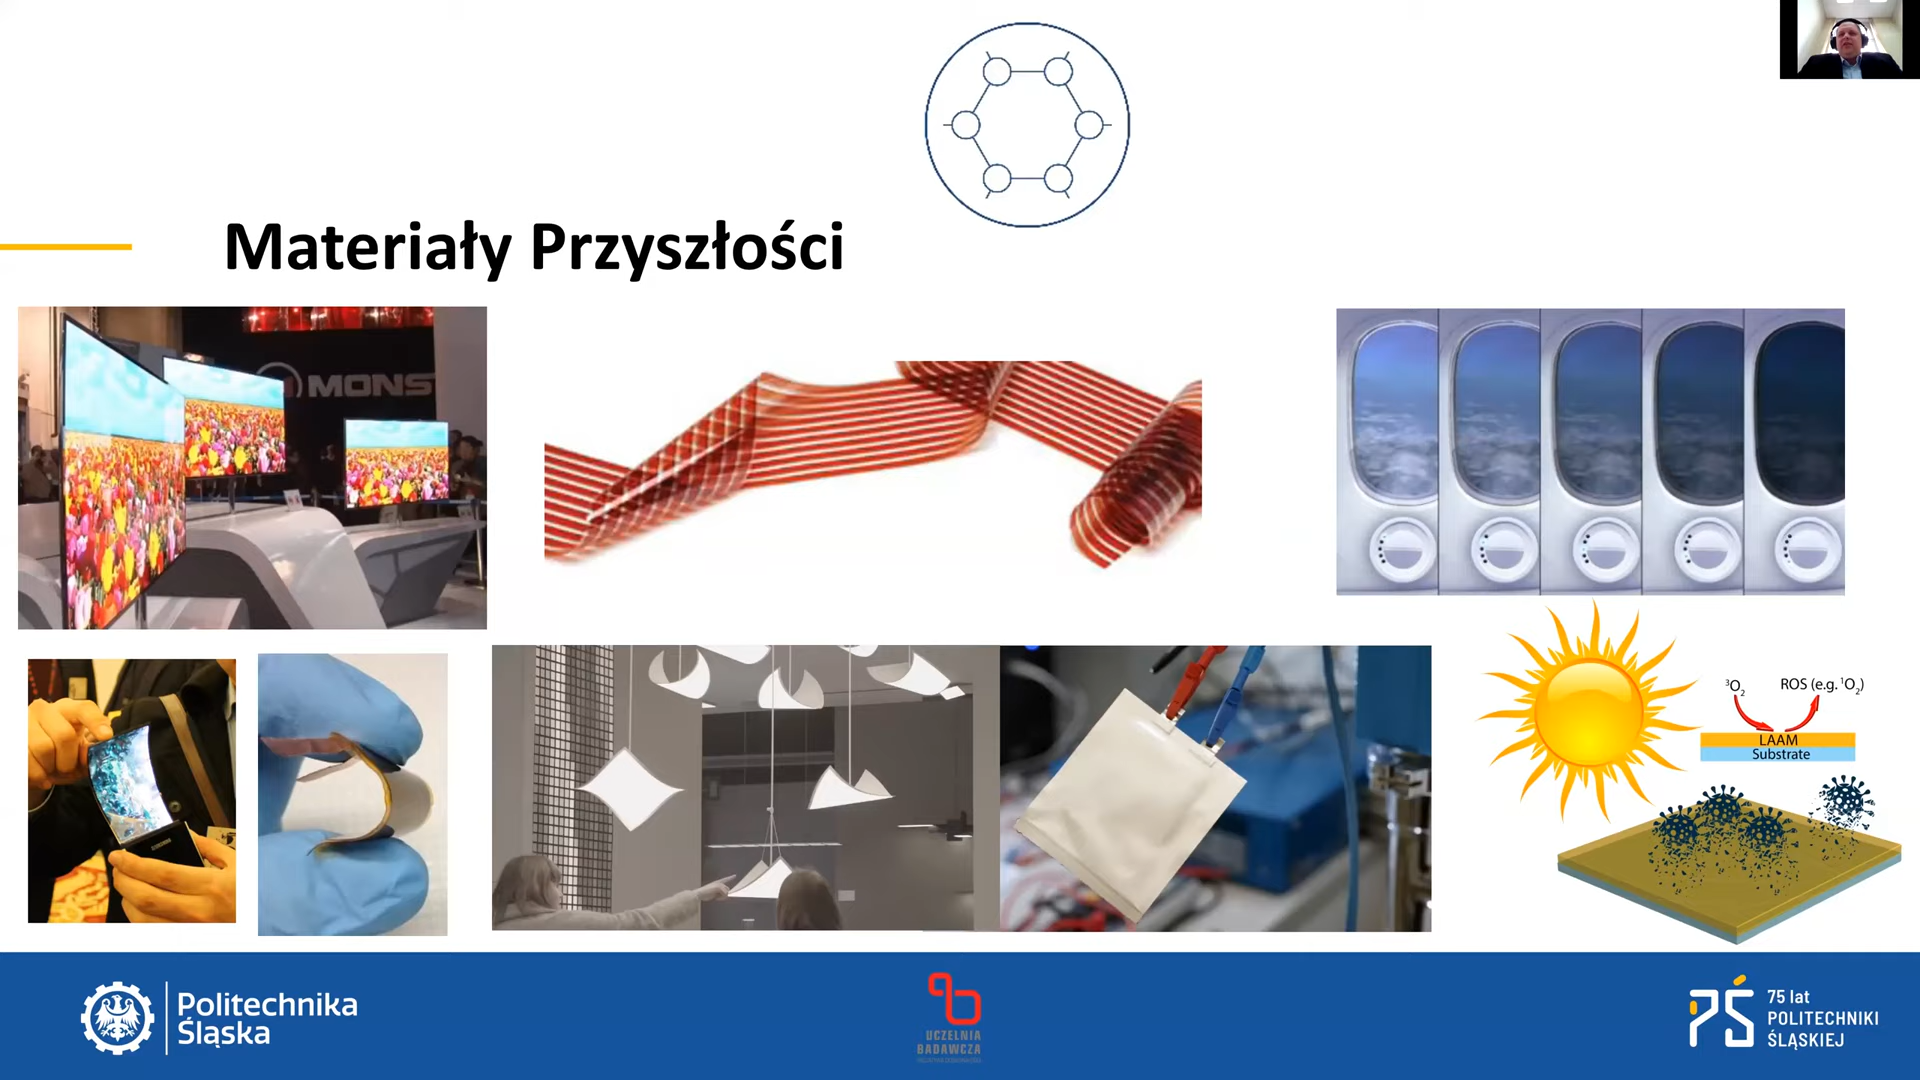 Materiały Przyszłości
MONS
³O₂
ROS (e.g. ¹O₂)
LAAM
Substrate
Politechnika
Śląska
UCZELNIA
BADAWCZA
75 lat
POLITECHNIKI
ŚLĄSKIEJ